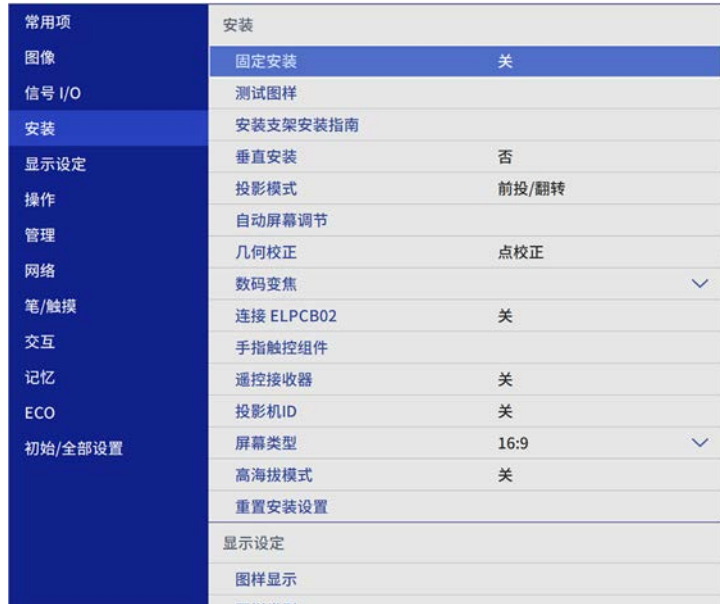 常用项
图像
信号 I/O
安装
显示设定
操作
管理
网络
笔/触摸
交互
记忆
ECO
初始/全部设置
安装
固定安装 关
测试图样
安装支架安装指南
垂直安装 否
投影模式 前投/翻转
自动屏幕调节
几何校正 点校正
数码变焦
连接 ELPCB02 关
手指触控组件
遥控接收器 关
投影机ID 关
屏幕类型 16:9
高海拔模式 关
重置安装设置
显示设定
图样显示